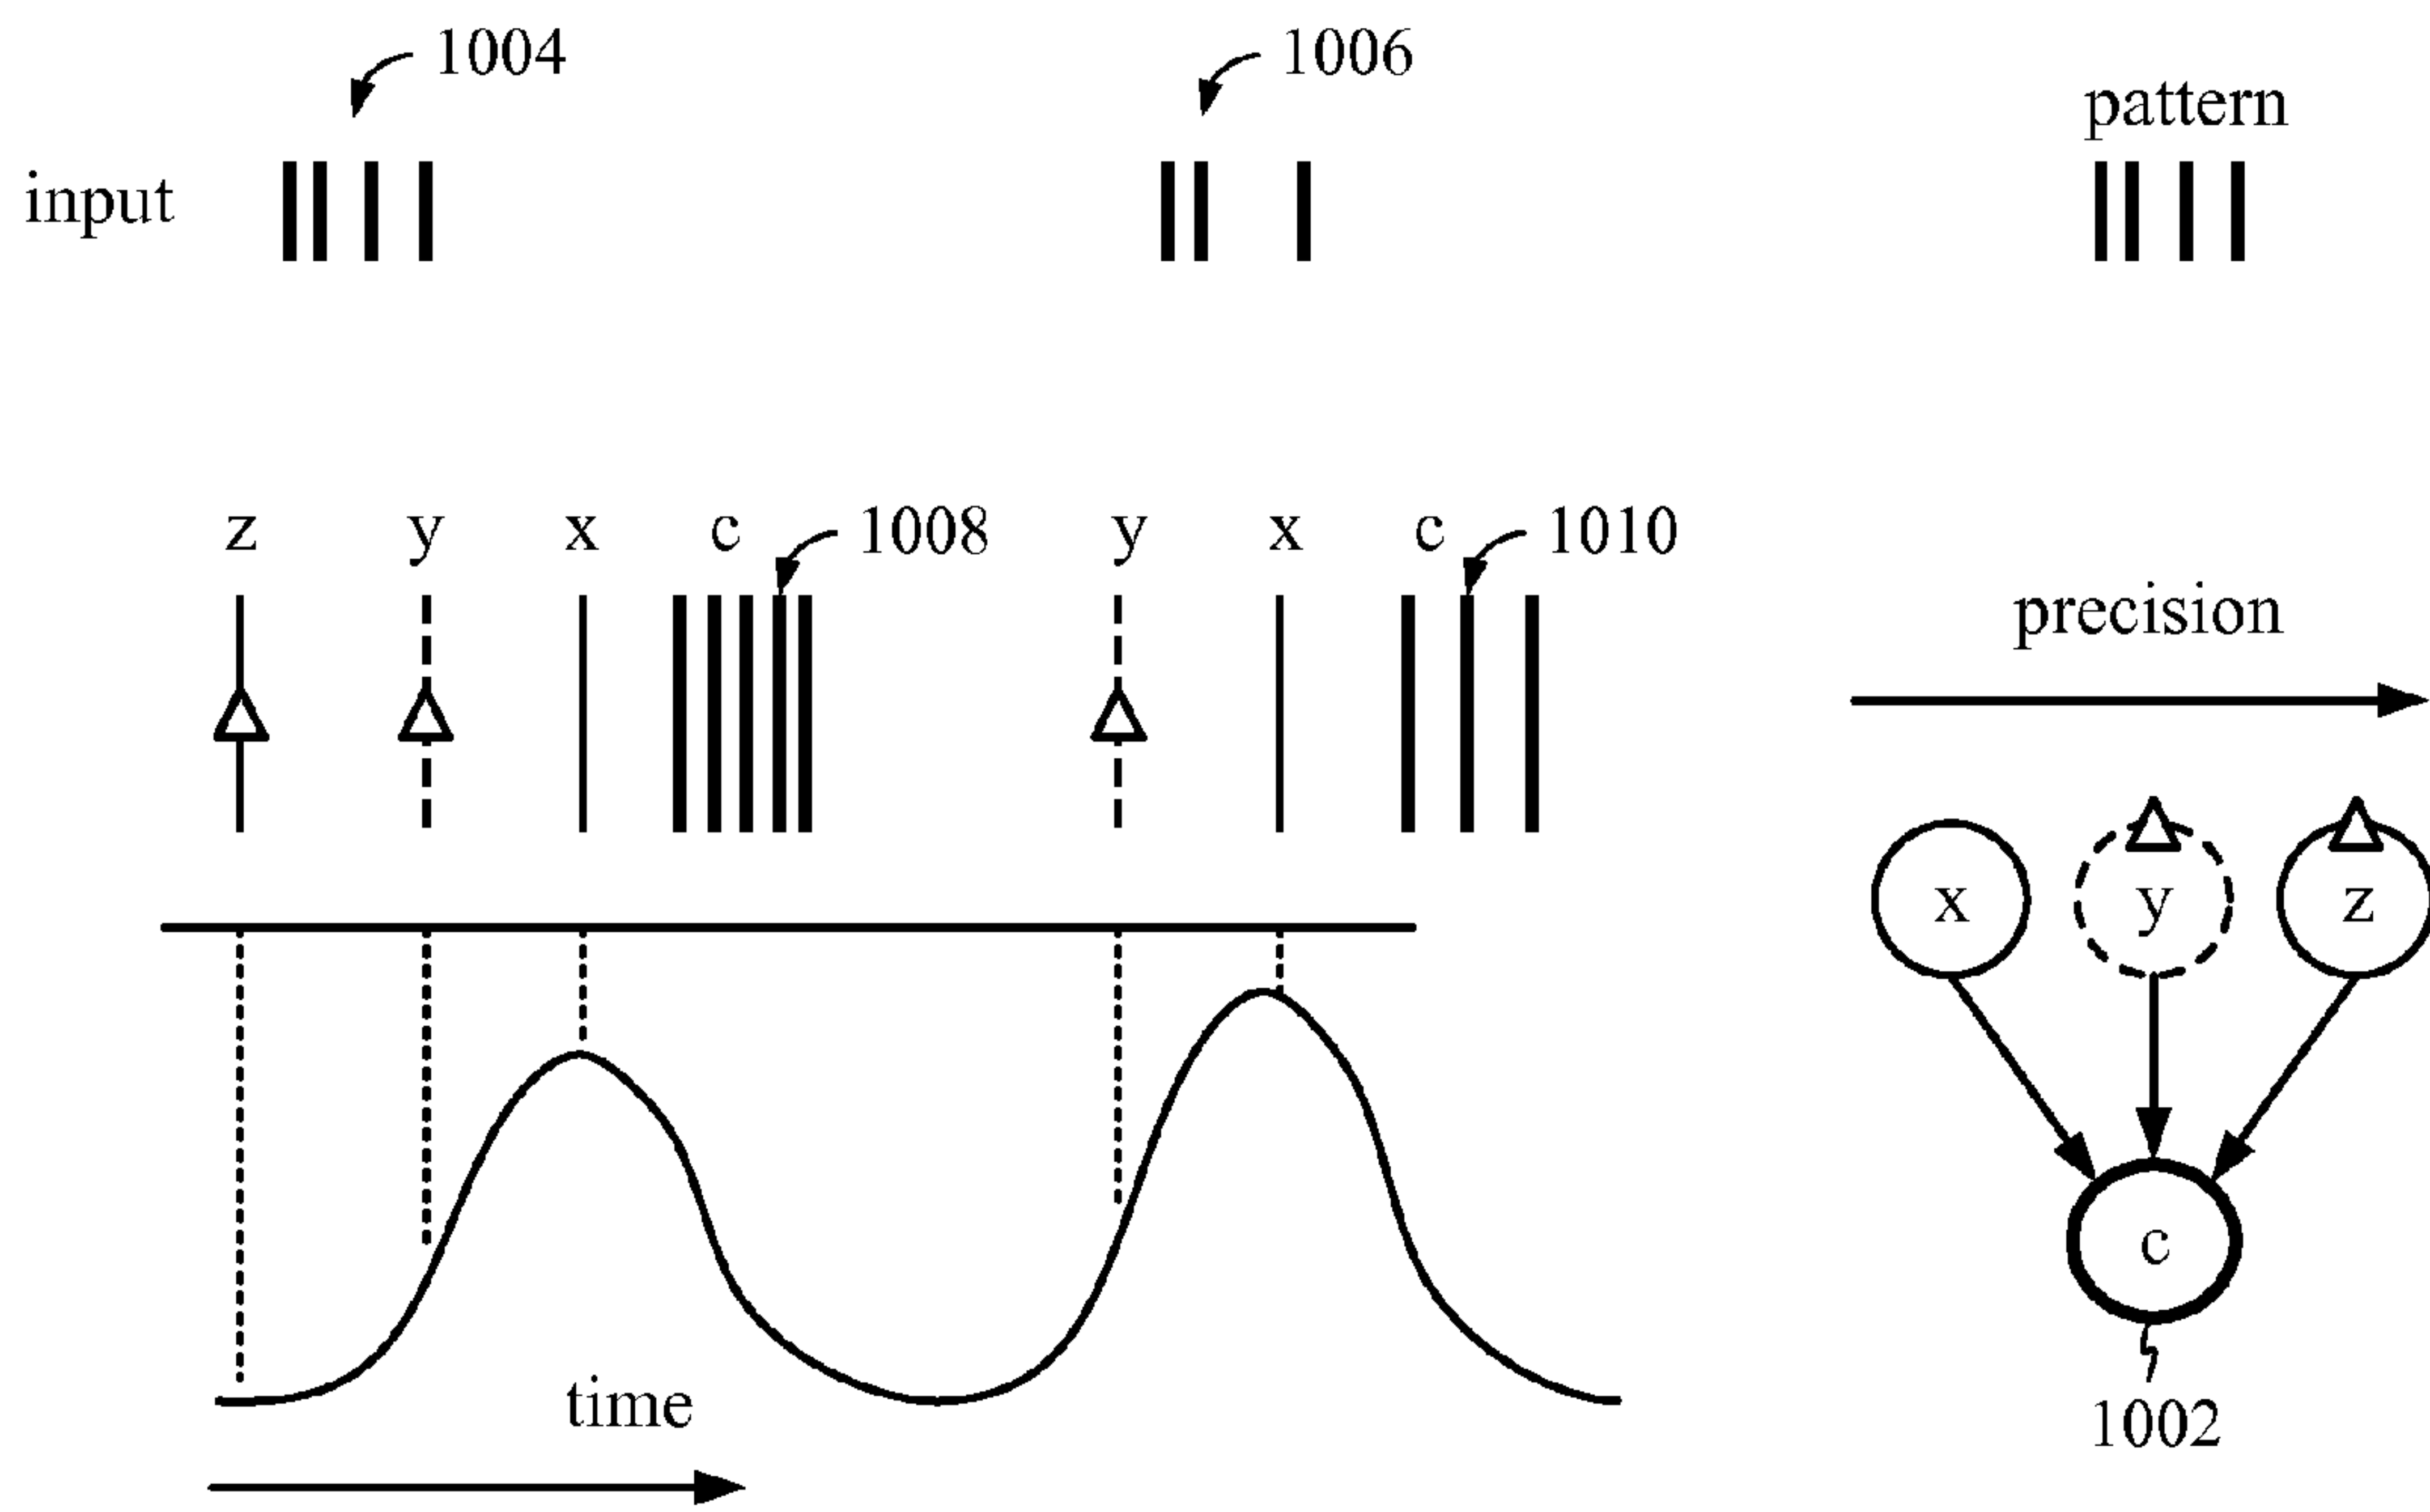 1004
1006
pattern
input
z y x c 1008 y x c 1010
precision
x y z
c
time
1002